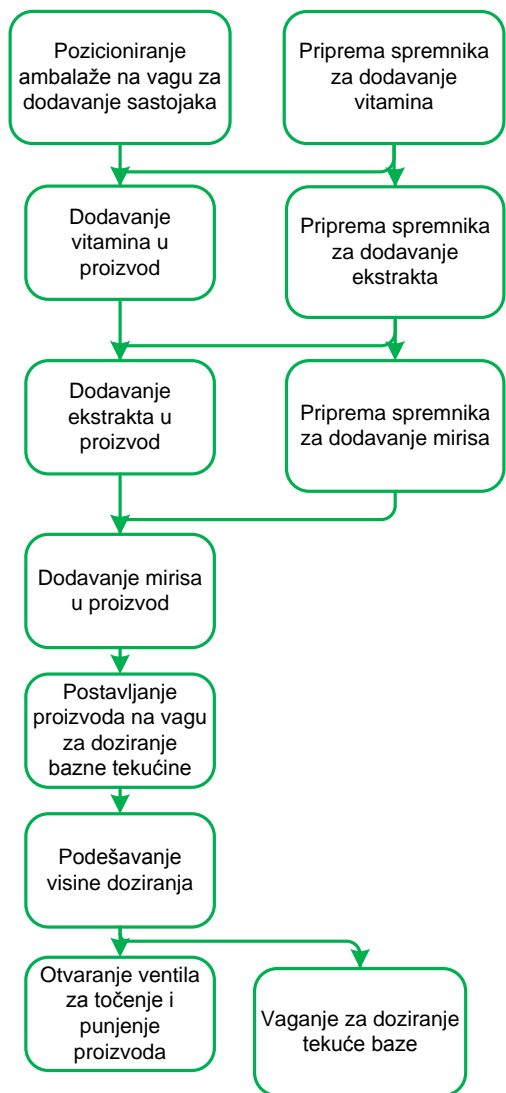 Pozicioniranje
ambalaže na vagu za
dodavanje sastojaka
Priprema spremnika
za dodavanje
vitamina
Dodavanje
vitamina u
proizvod
Priprema spremnika
za dodavanje
ekstrakta
Dodavanje
ekstrakta u
proizvod
Priprema spremnika
za dodavanje mirisa
Dodavanje mirisa
u proizvod
Postavljanje
proizvoda na vagu
za doziranje
bazne tekućine
Podešavanje
visine doziranja
Otvaranje ventila
za točenje i
punjenje
proizvoda
Vaganje za doziranje
tekuće baze